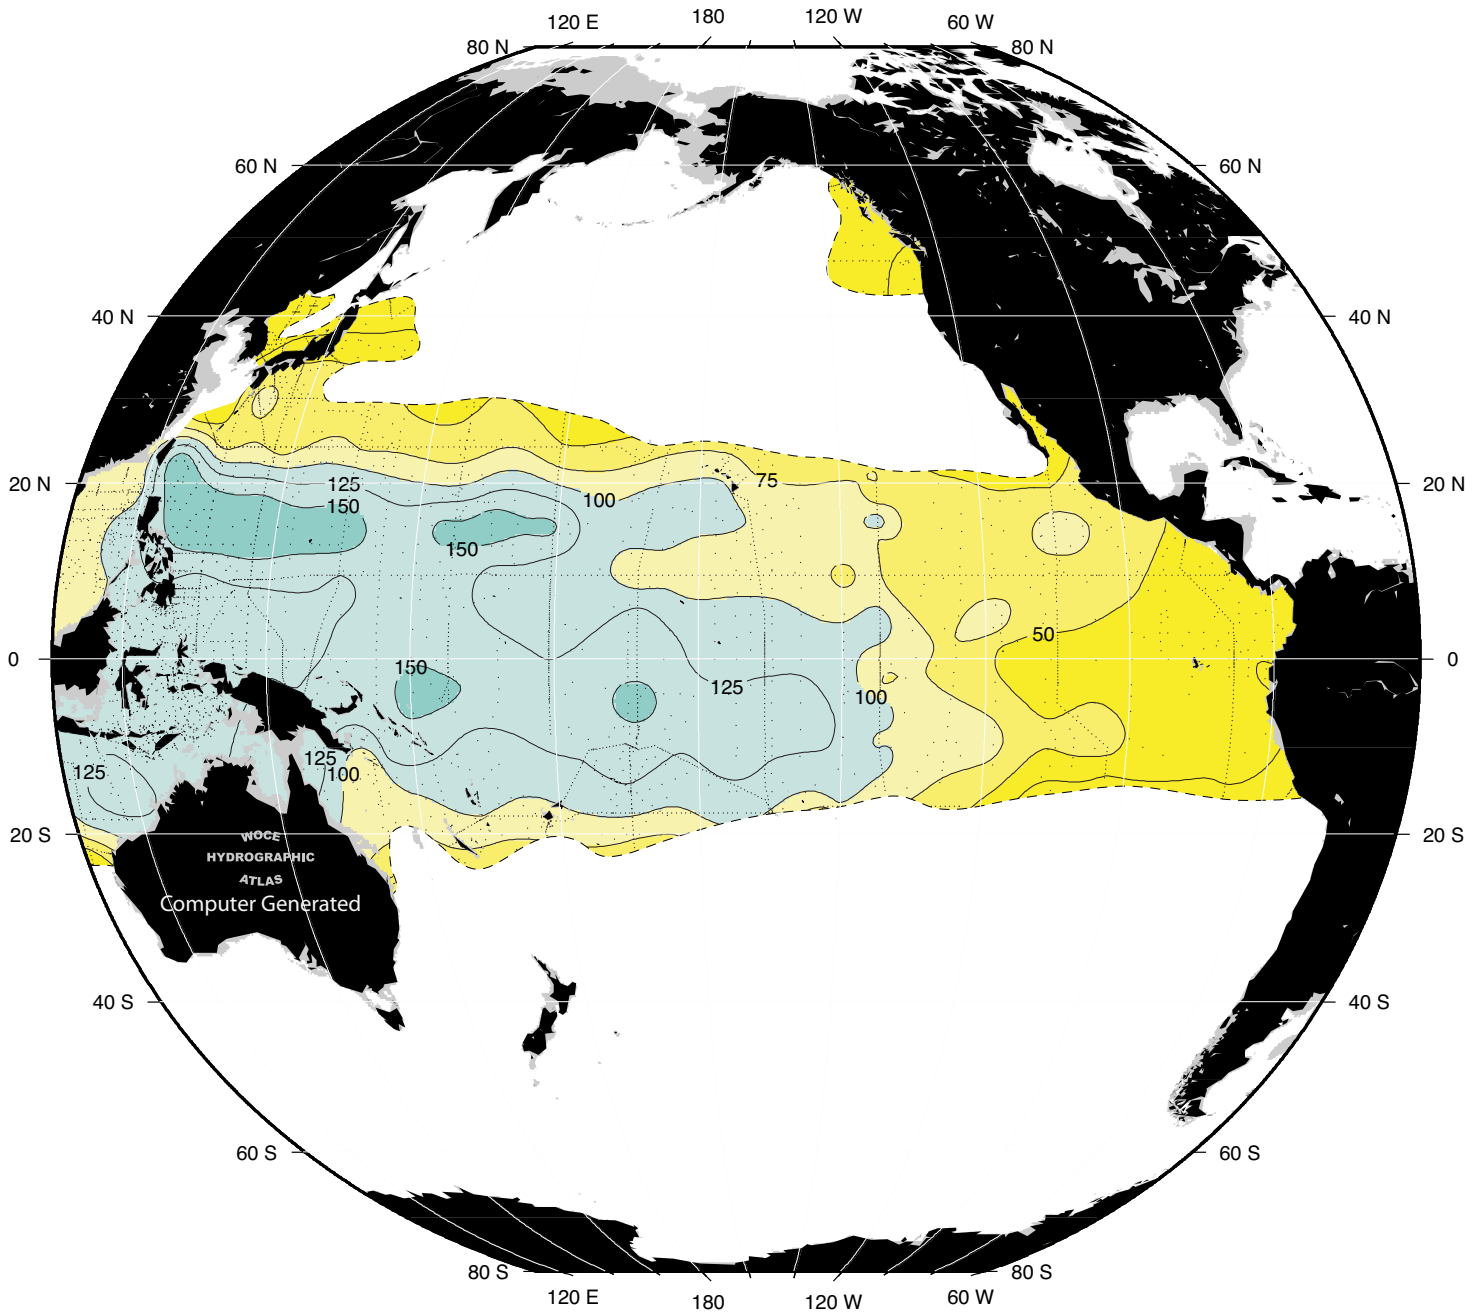 120 E 180 120 W 60 W
80 N 80 N
60 N 60 N
40 N 40 N
20 N 20 N
75
125
100
150
150
50
0 0
150
125
100
125
125
100
20 S 20 S
WOCE
HYDROGRAPHIC
ATLAS
Computer Generated
40 S 40 S
60 S 60 S
80 S 80 S
120 E 180 120 W 60 W